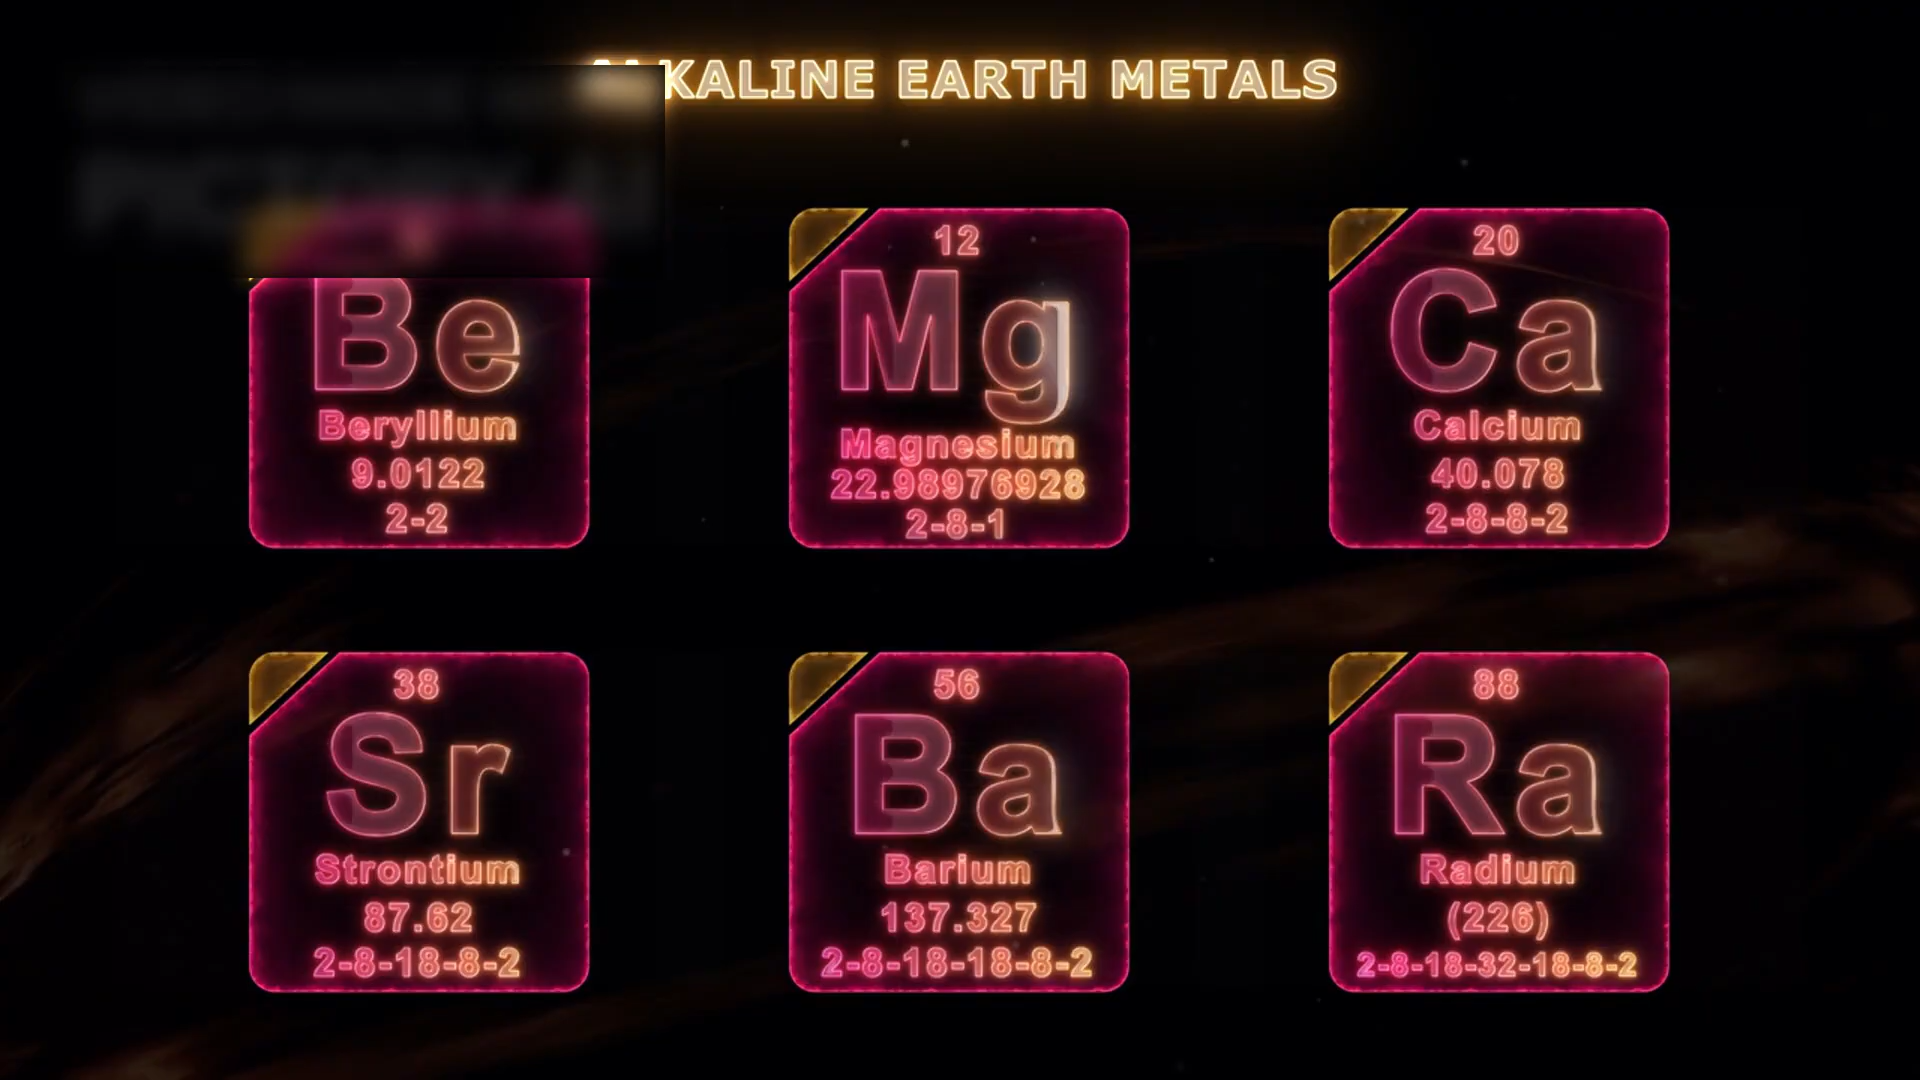 ALKALINE EARTH METALS
Be
Beryllium
9.0122
2-2
12
Mg
Magnesium
22.98976928
2-8-1
20
Ca
Calcium
40.078
2-8-8-2
38
Sr
Strontium
87.62
2-8-18-8-2
56
Ba
Barium
137.327
2-8-18-18-8-2
88
Ra
Radium
(226)
2-8-18-32-18-8-2